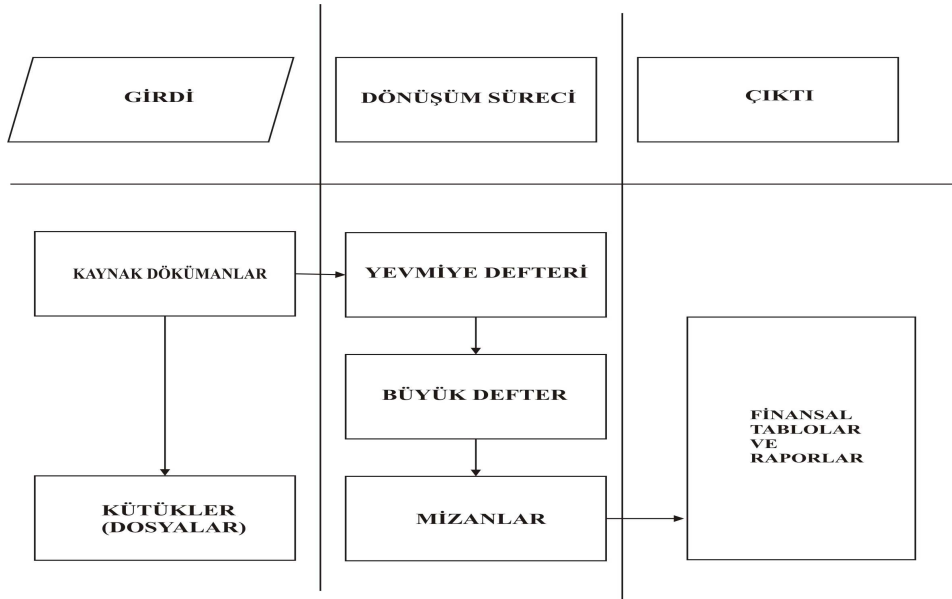 GİRDİ
DÖNÜŞÜM SÜRECİ
ÇIKTI
KAYNAK DÖKÜMANLAR
YEVMİYE DEFTERİ
BÜYÜK DEFTER
FİNANSAL
TABLOLAR
VE
RAPORLAR
KÜTÜKLER
(DOSYALAR)
MİZANLAR